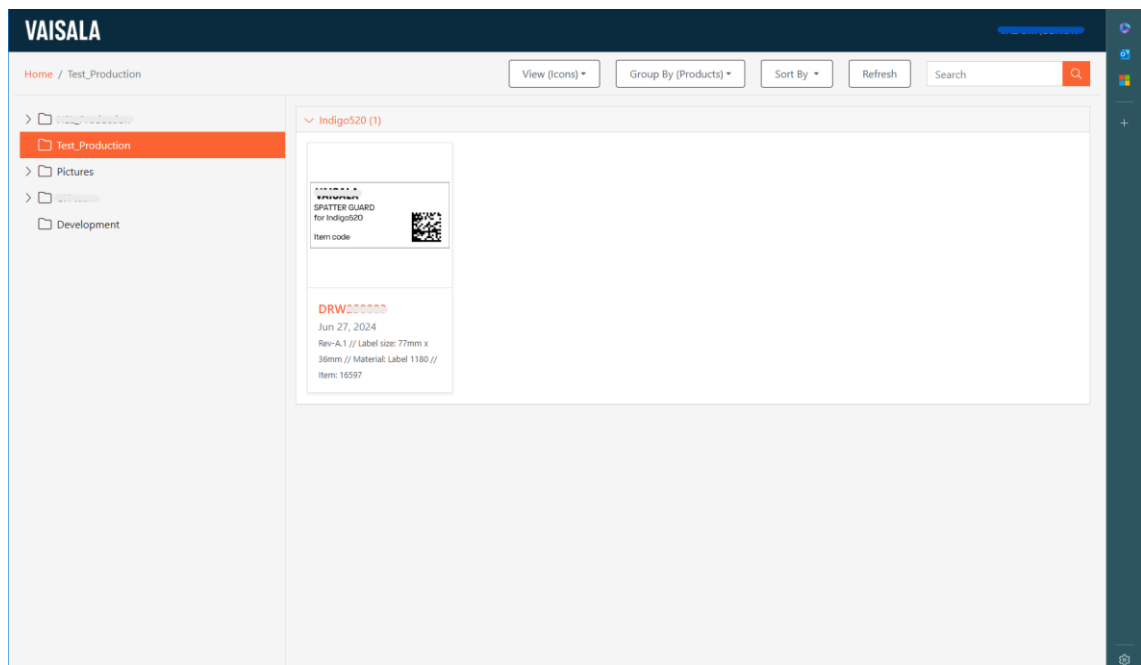 VAISALA
Home / Test_Production
View (Icons)
Group By (Products)
Sort By
Refresh
Search
Test_Production
Pictures
Development
Indigo520 (1)
SPATTER GUARD
for Indigo520
Item code
Jun 27, 2024
Rev-A.1 // Label size: 77mm x
36mm // Material: Label 1180 //
Item: 16597